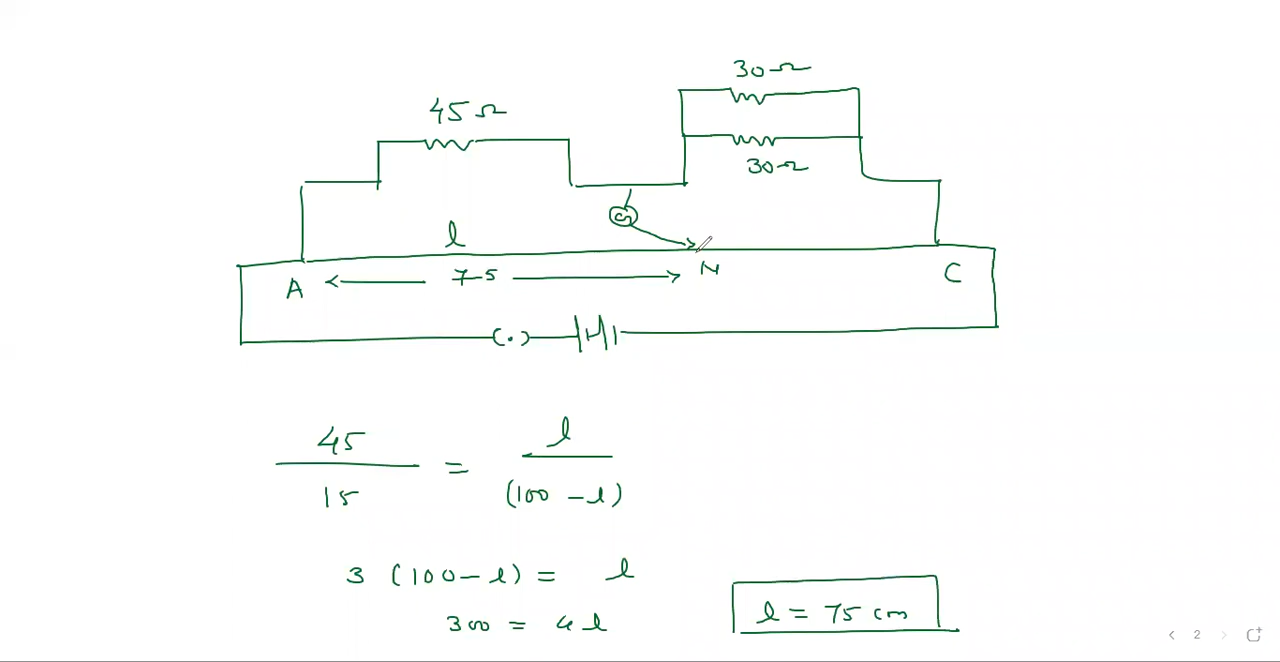 30Ω
45Ω
30Ω
G
l
A
75
N
C
(.)
45/15 = l/(100-l)
3 (100-l) = l
300 = 4l
l = 75 cm
2